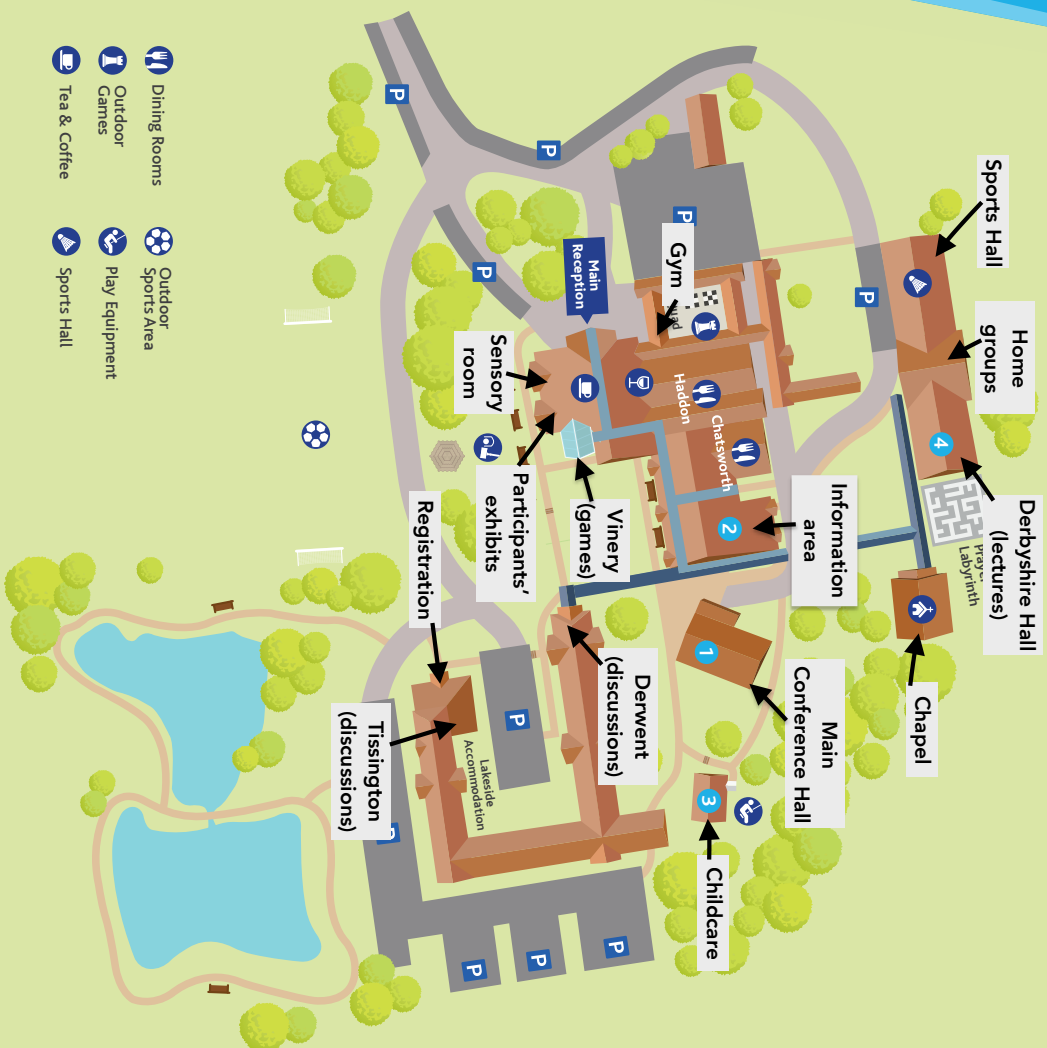 Sports Hall
Home
groups
Derbyshire Hall
(lectures)
Labyrinth
4
P
Chapel
Information
area
Main
Conference Hall
2
1
Chatsworth
Haddon
Gym
P
3
Childcare
Main
Reception
Vinery
(games)
Derwent
(discussions)
P
P
Sensory
room
Participants’
exhibits
P
P
P
P
Registration
Lakeside
Accommodation
Tissington
(discussions)
P
Dining Rooms
Outdoor
Sports Area
Outdoor
Games
Play Equipment
Tea & Coffee
Sports Hall